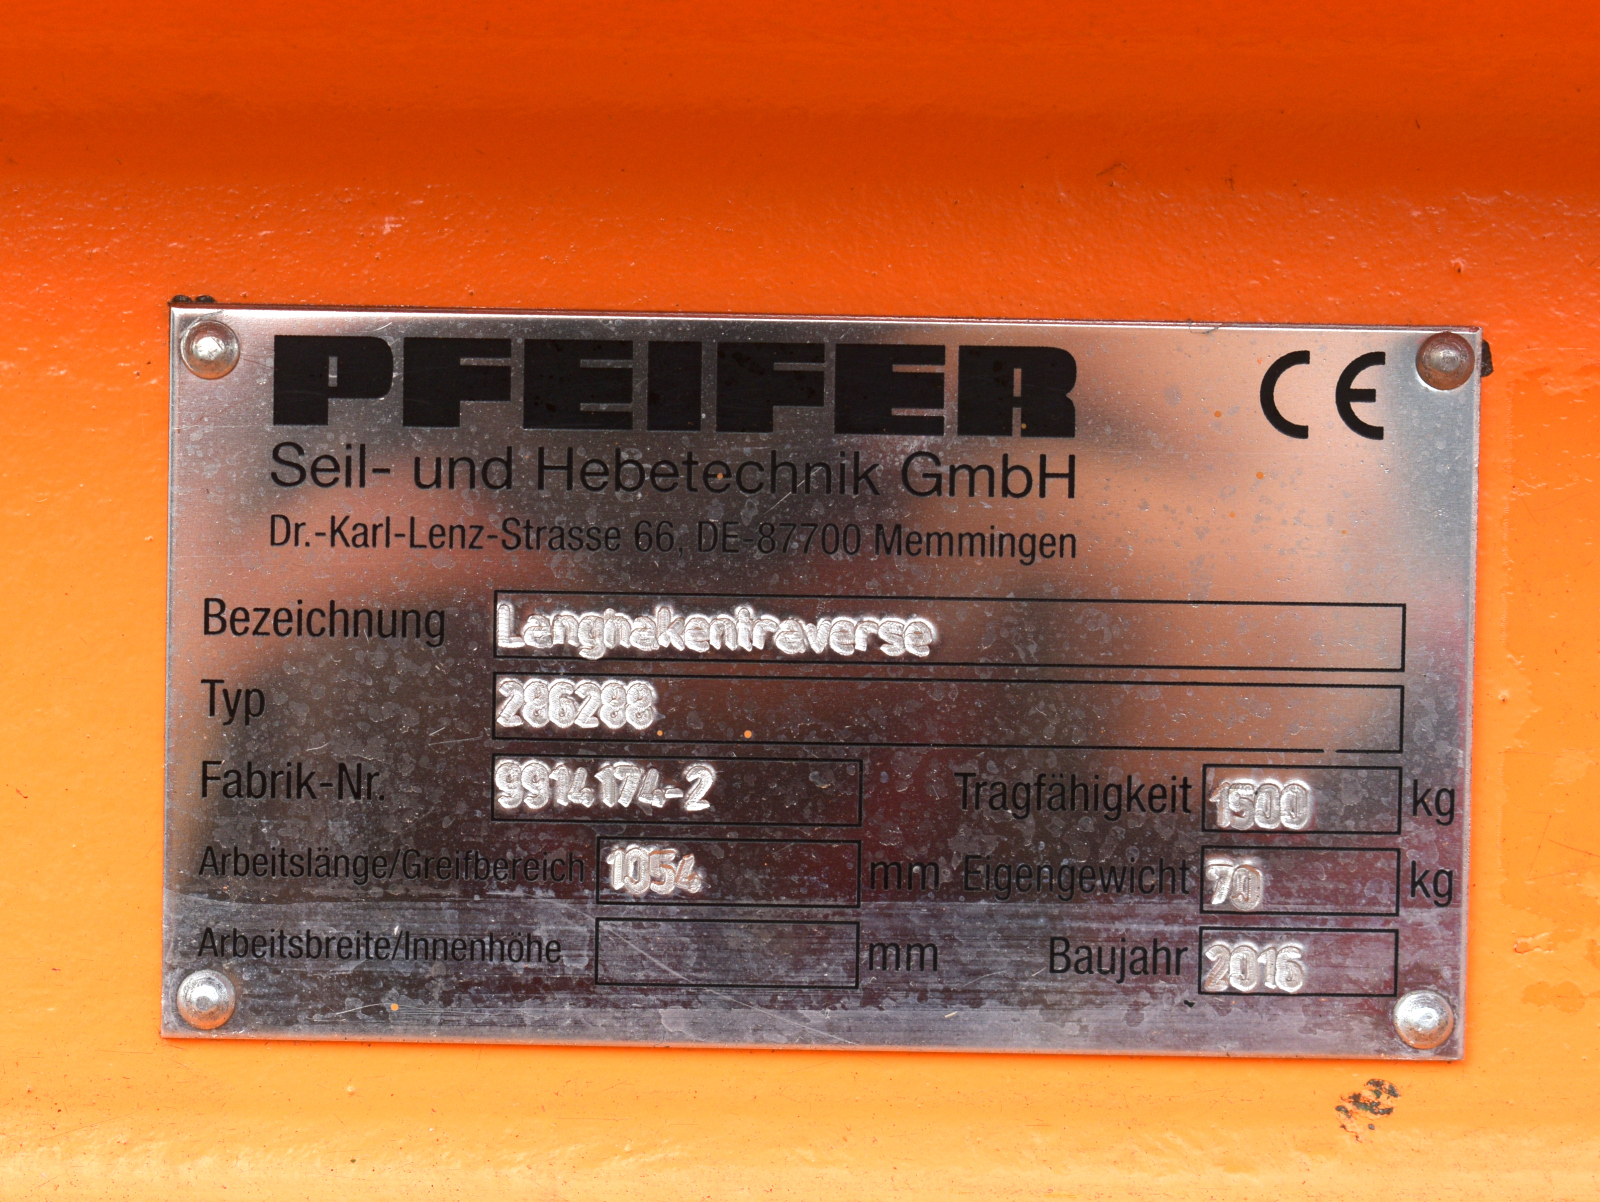 PFEIFER CE
Seil- und Hebetechnik GmbH
Dr.-Karl-Lenz-Strasse 66, DE-87700 Memmingen
Bezeichnung Langhakentraverse
Typ 286288
Fabrik-Nr. 9914174-2 Tragfähigkeit 1500 kg
Arbeitslänge/Greifbereich 1054 mm Eigengewicht 70 kg
Arbeitsbreite/Innenhöhe mm Baujahr 2016